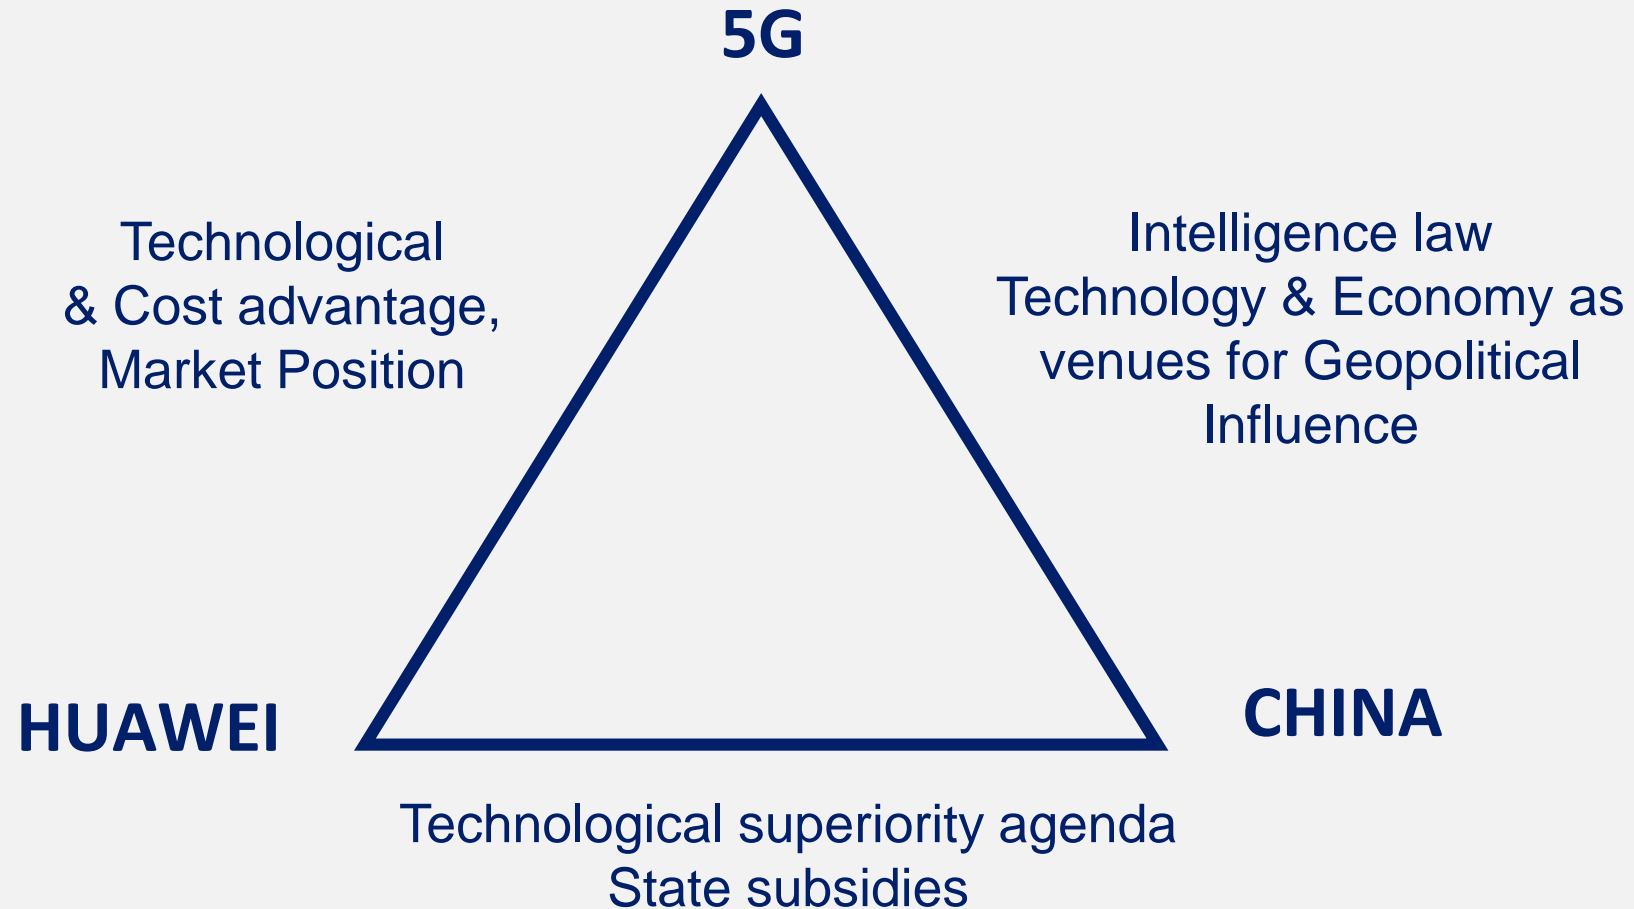 5G
Technological
& Cost advantage,
Market Position
Intelligence law
Technology & Economy as
venues for Geopolitical
Influence
HUAWEI
CHINA
Technological superiority agenda
State subsidies